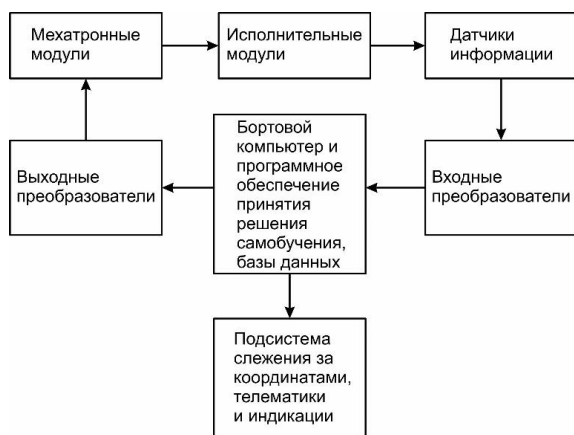 Мехатронные
модули
Исполнительные
модули
Датчики
информации
Выходные
преобразователи
Бортовой
компьютер и
программное
обеспечение
принятия
решения
самобучения,
базы данных
Входные
преобразователи
Подсистема
слежения за
координатами,
телематики
и индикации